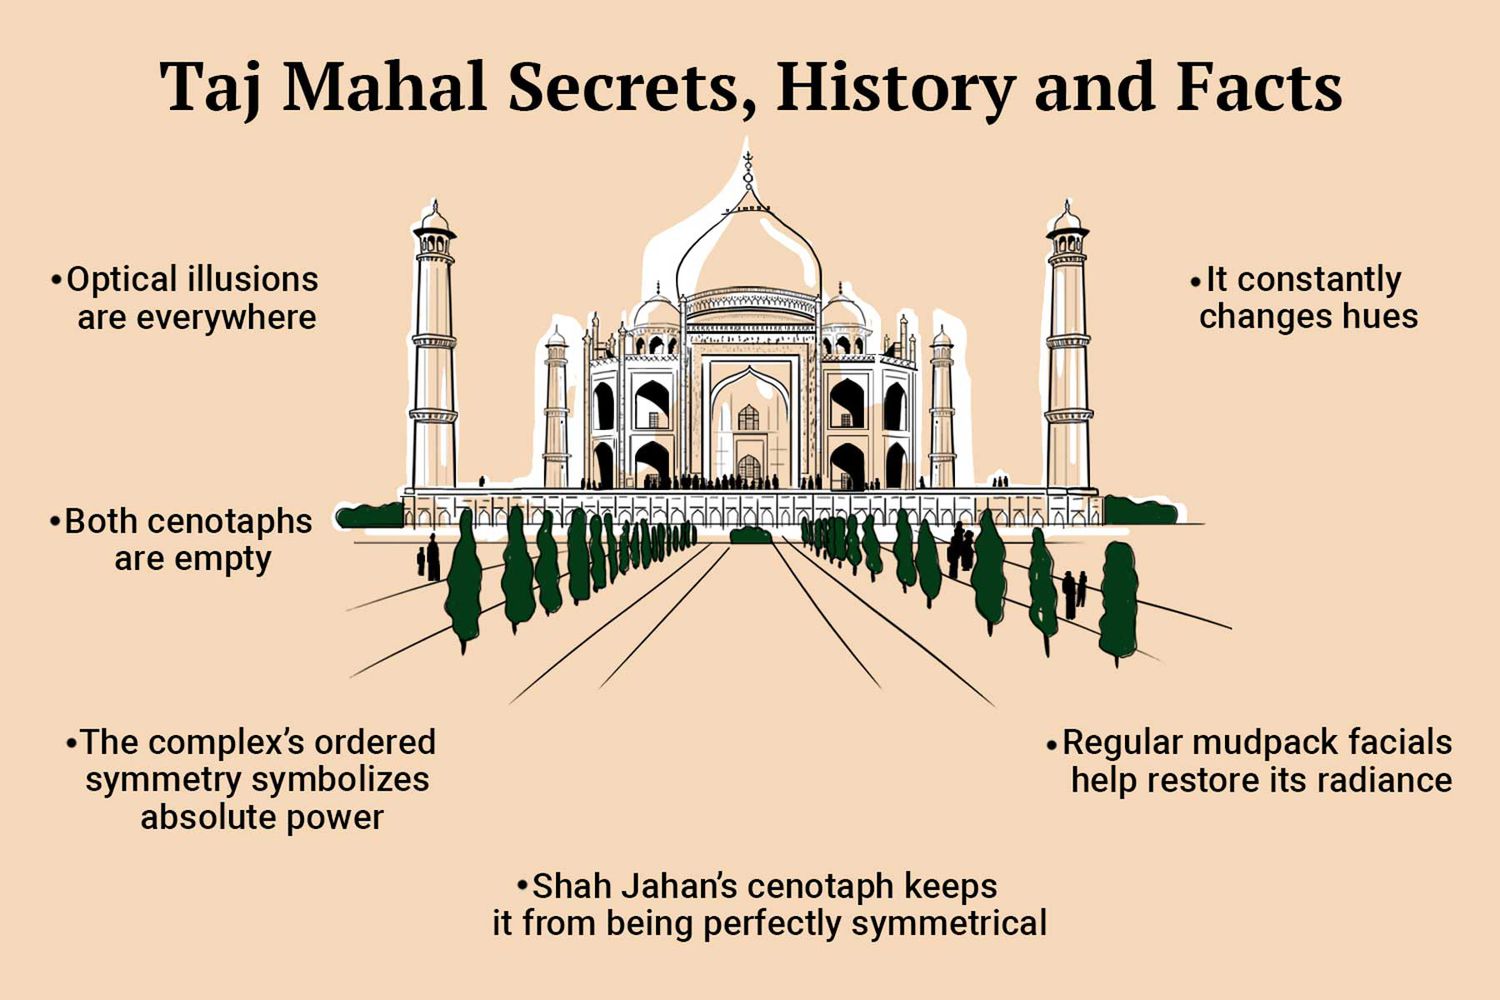 Taj Mahal Secrets, History and Facts
•Optical illusions
are everywhere
•It constantly
changes hues
•Both cenotaphs
are empty
•The complex’s ordered
symmetry symbolizes
absolute power
•Regular mudpack facials
help restore its radiance
•Shah Jahan’s cenotaph keeps
it from being perfectly symmetrical